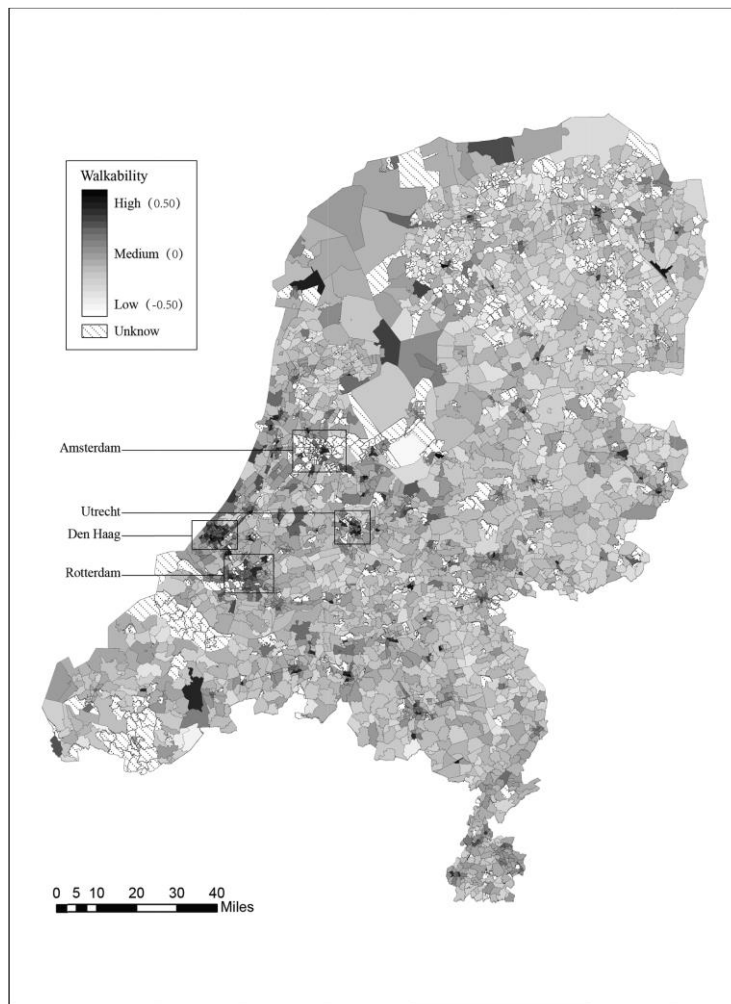 Walkability
High (0.50)
Medium (0)
Low (-0.50)
Unknow
Amsterdam
Utrecht
Den Haag
Rotterdam
0 5 10 20 30 40
Miles